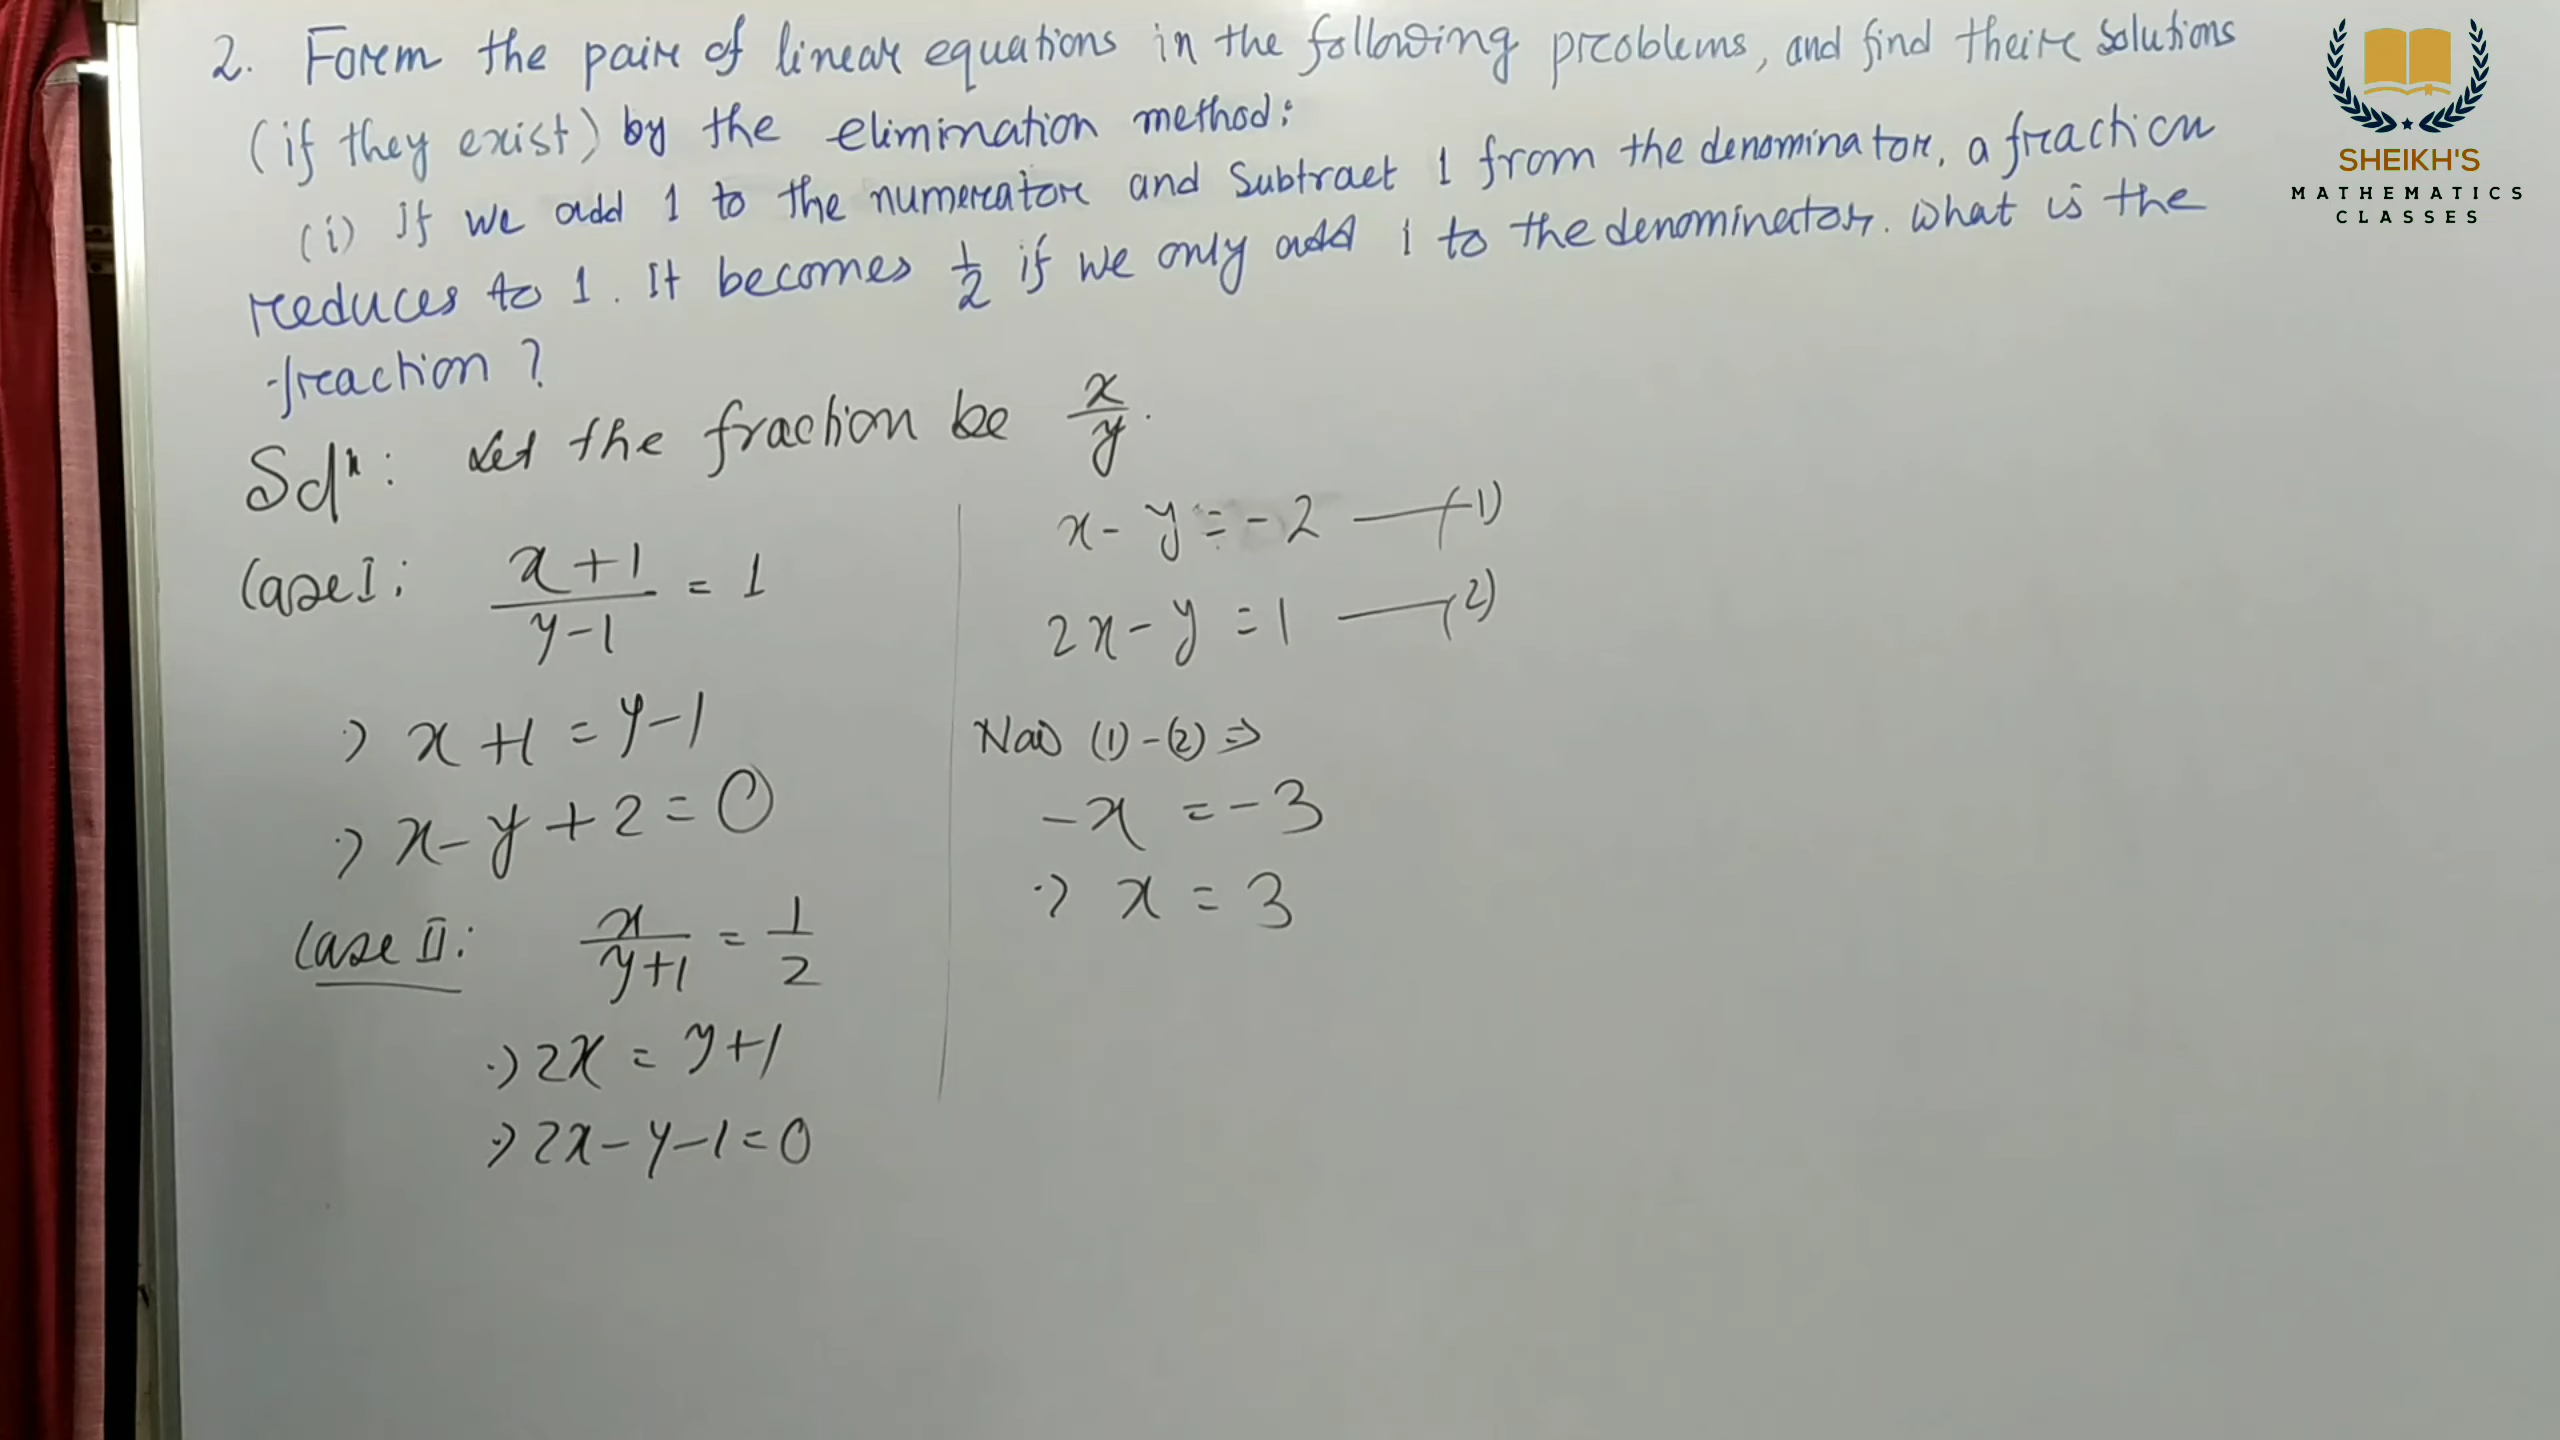 2. Form the pair of linear equations in the following problems, and find their solutions
(if they exist) by the elimination method:
(i) If we add 1 to the numerator and Subtract 1 from the denominator, a fraction
reduces to 1. It becomes 1/2 if we only add 1 to the denominator. What is the
fraction ?
Solⁿ: Let the fraction be x/y.
Case I: (x+1)/(y-1) = 1
⇒ x+1 = y-1
⇒ x-y+2=0
Case II: x/(y+1) = 1/2
⇒ 2x = y+1
⇒ 2x-y-1=0
x-y=-2 —(1)
2x-y=1 —(2)
Now (1)-(2) ⇒
-x = -3
⇒ x = 3
SHEIKH'S
MATHEMATICS
CLASSES